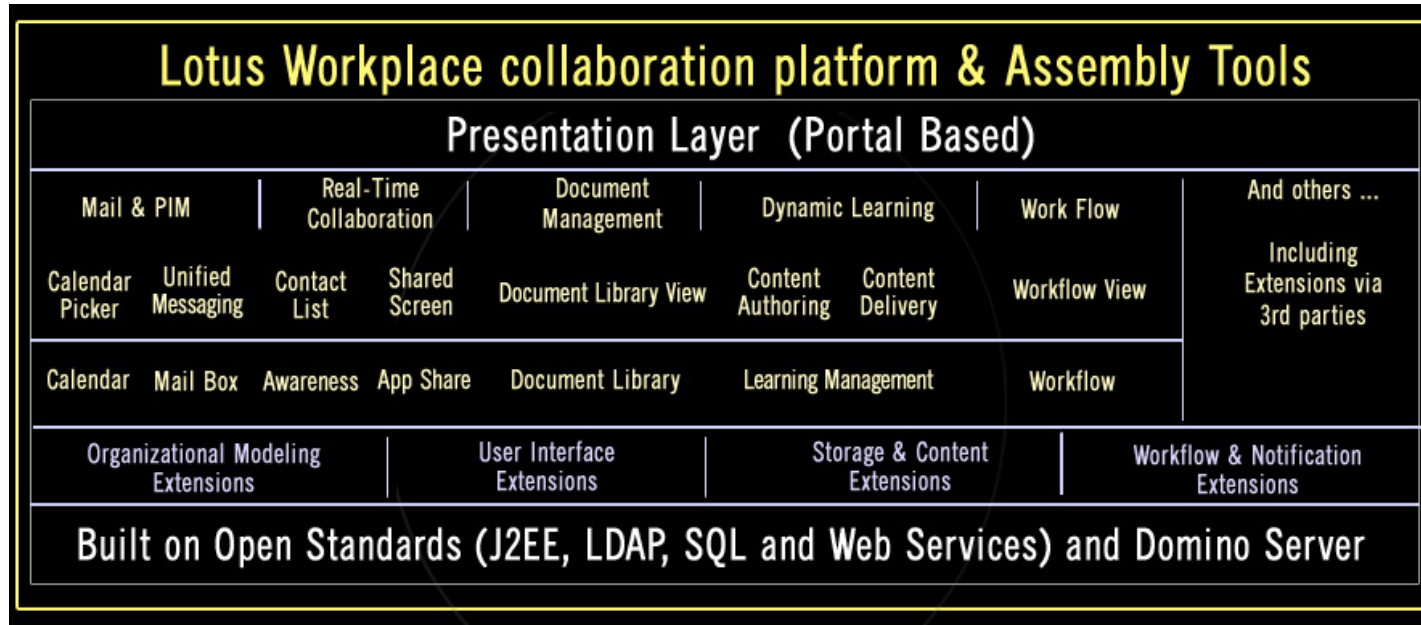 Lotus Workplace collaboration platform & Assembly Tools
Presentation Layer (Portal Based)
Mail & PIM
Real-Time
Collaboration
Document
Management
Dynamic Learning
Work Flow
And others ...
Including
Extensions via
3rd parties
Calendar
Picker
Unified
Messaging
Contact
List
Shared
Screen
Document Library View
Content
Authoring
Content
Delivery
Workflow View
Calendar
Mail Box
Awareness
App Share
Document Library
Learning Management
Workflow
Organizational Modeling
Extensions
User Interface
Extensions
Storage & Content
Extensions
Workflow & Notification
Extensions
Built on Open Standards (J2EE, LDAP, SQL and Web Services) and Domino Server